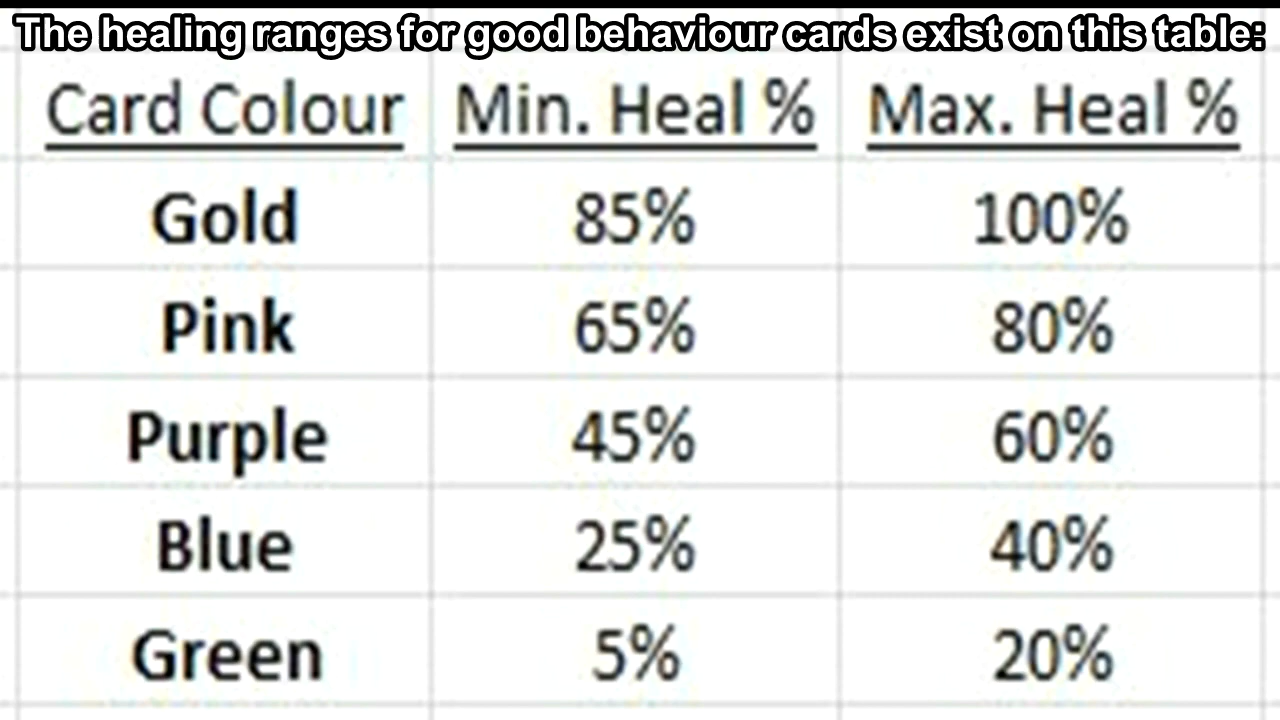 The healing ranges for good behaviour cards exist on this table:
Card Colour Min. Heal % Max. Heal %
Gold 85% 100%
Pink 65% 80%
Purple 45% 60%
Blue 25% 40%
Green 5% 20%